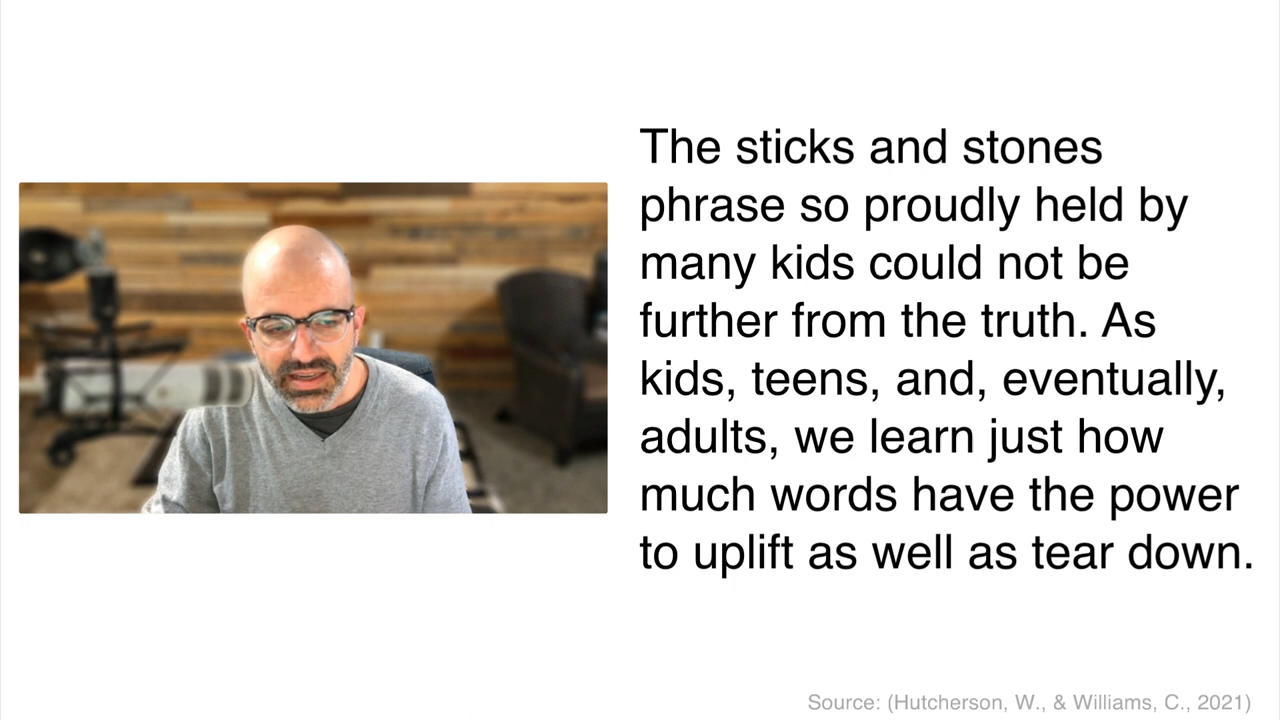 The sticks and stones
phrase so proudly held by
many kids could not be
further from the truth. As
kids, teens, and, eventually,
adults, we learn just how
much words have the power
to uplift as well as tear down.
Source: (Hutcherson, W., & Williams, C., 2021)